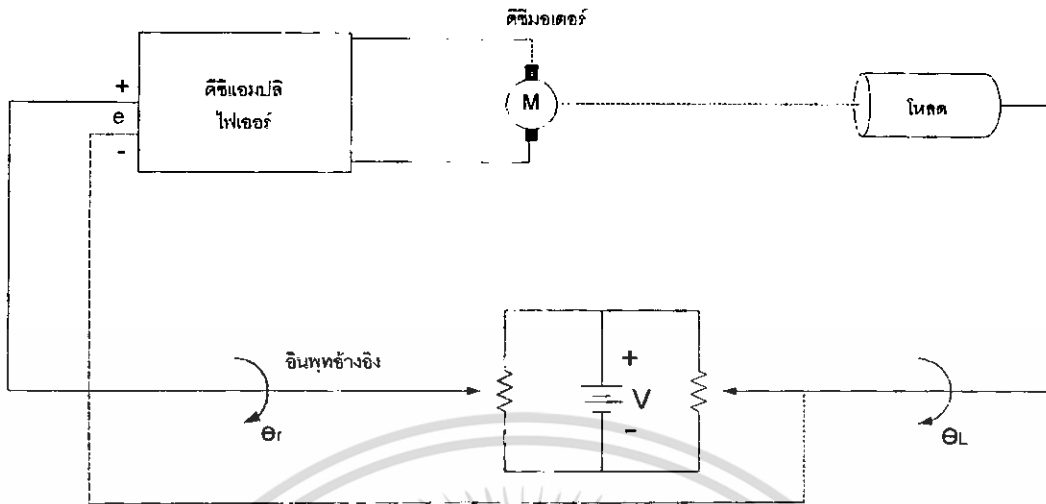 ดีซีมอเตอร์
ดีซีแอมปลิ
ไฟเออร์
+
e
-
M
โหลด
อินพุทอ้างอิง
+
V
-
θr
θL